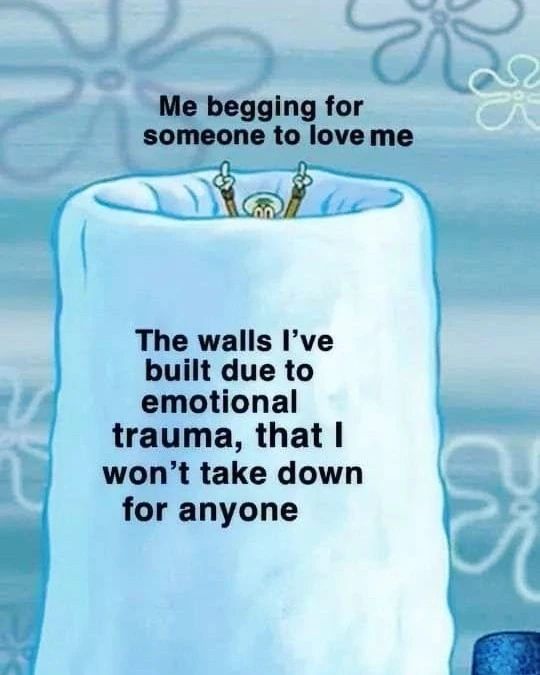 Me begging for
someone to love me
The walls I’ve
built due to
emotional
trauma, that I
won’t take down
for anyone